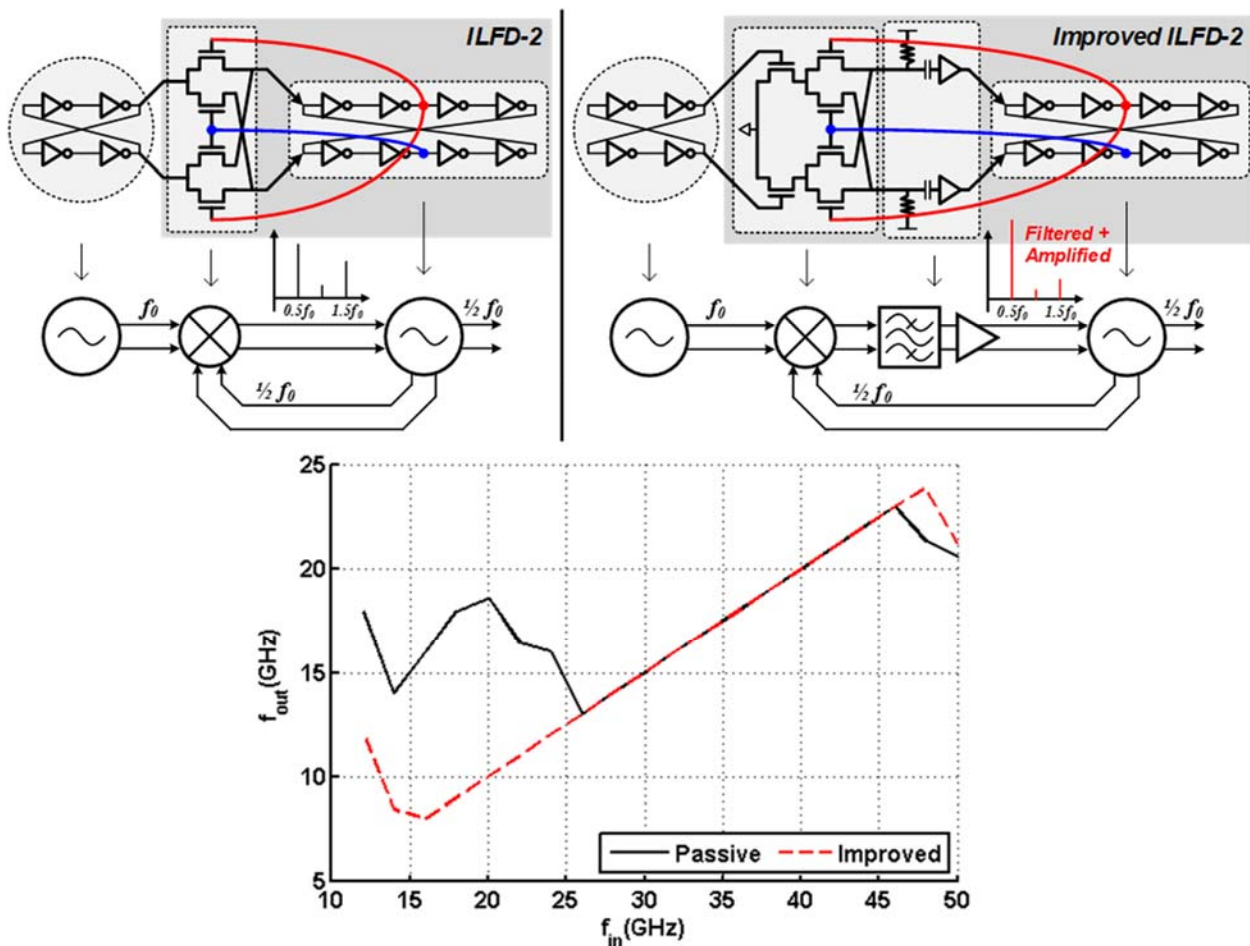 ILFD-2
Improved ILFD-2
0.5f₀ 1.5f₀
f₀
½ f₀
½ f₀
Filtered +
Amplified
0.5f₀ 1.5f₀
f₀
½ f₀
½ f₀
25
20
15
10
5
f_out(GHz)
Passive Improved
10 15 20 25 30 35 40 45 50
f_in(GHz)